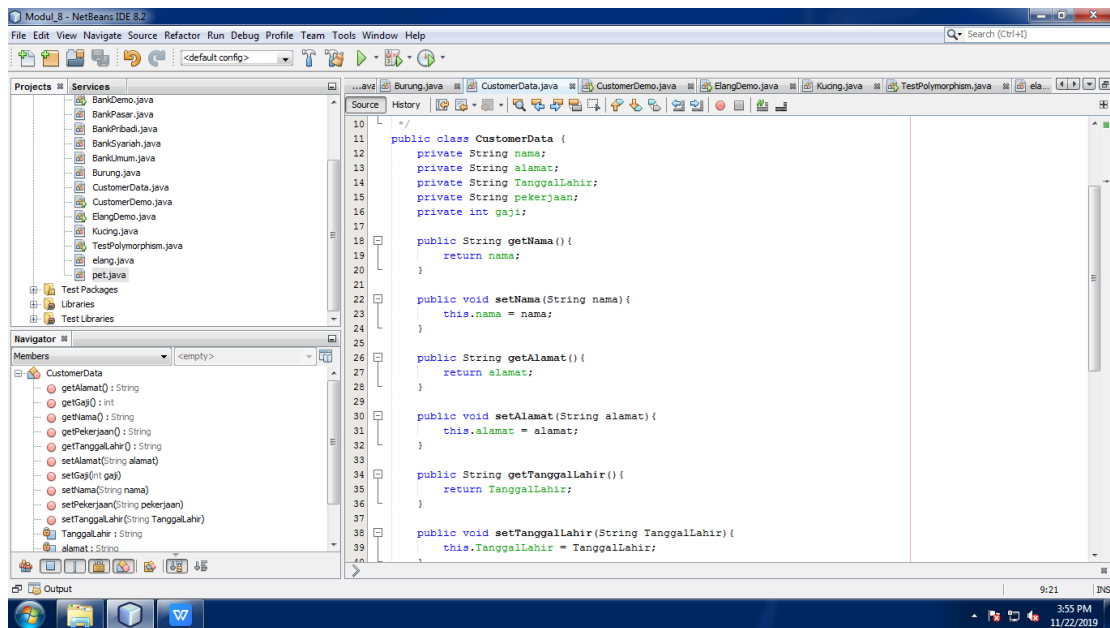 Modul_8 - NetBeans IDE 8.2
File Edit View Navigate Source Refactor Run Debug Profile Team Tools Window Help
Search (Ctrl+I)
<default config>
Projects Services
...ava Burung.java CustomerData.java CustomerDemo.java ElangDemo.java Kucing.java TestPolymorphism.java ela...
Source History
BankDemo.java
BankPasar.java
BankPribadi.java
BankSyariah.java
BankUmum.java
Burung.java
CustomerData.java
CustomerDemo.java
ElangDemo.java
Kucing.java
TestPolymorphism.java
elang.java
pet.java
Test Packages
Libraries
Test Libraries
Navigator
Members <empty>
CustomerData
getAlamat() : String
getGaji() : int
getNama() : String
getPekerjaan() : String
getTanggalLahir() : String
setAlamat(String alamat)
setGaji(int gaji)
setNama(String nama)
setPekerjaan(String pekerjaan)
setTanggalLahir(String TanggalLahir)
TanggalLahir : String
alamat : String
10 */
11 public class CustomerData {
12 private String nama;
13 private String alamat;
14 private String TanggalLahir;
15 private String pekerjaan;
16 private int gaji;
17
18 public String getNama(){
19 return nama;
20 }
21
22 public void setNama(String nama){
23 this.nama = nama;
24 }
25
26 public String getAlamat(){
27 return alamat;
28 }
29
30 public void setAlamat(String alamat){
31 this.alamat = alamat;
32 }
33
34 public String getTanggalLahir(){
35 return TanggalLahir;
36 }
37
38 public void setTanggalLahir(String TanggalLahir){
39 this.TanggalLahir = TanggalLahir;
40 }
Output
9:21 INS
W
3:55 PM
11/22/2019